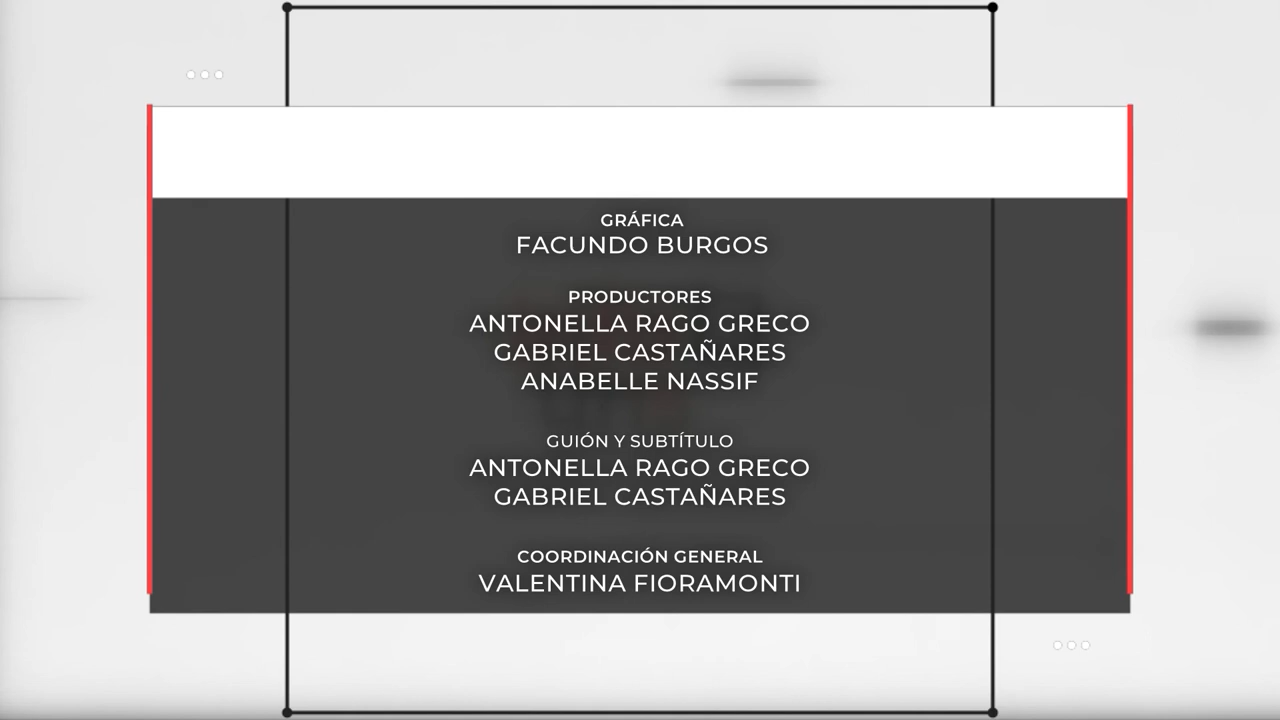 GRÁFICA
FACUNDO BURGOS
PRODUCTORES
ANTONELLA RAGO GRECO
GABRIEL CASTAÑARES
ANABELLE NASSIF
GUIÓN Y SUBTÍTULO
ANTONELLA RAGO GRECO
GABRIEL CASTAÑARES
COORDINACIÓN GENERAL
VALENTINA FIORAMONTI